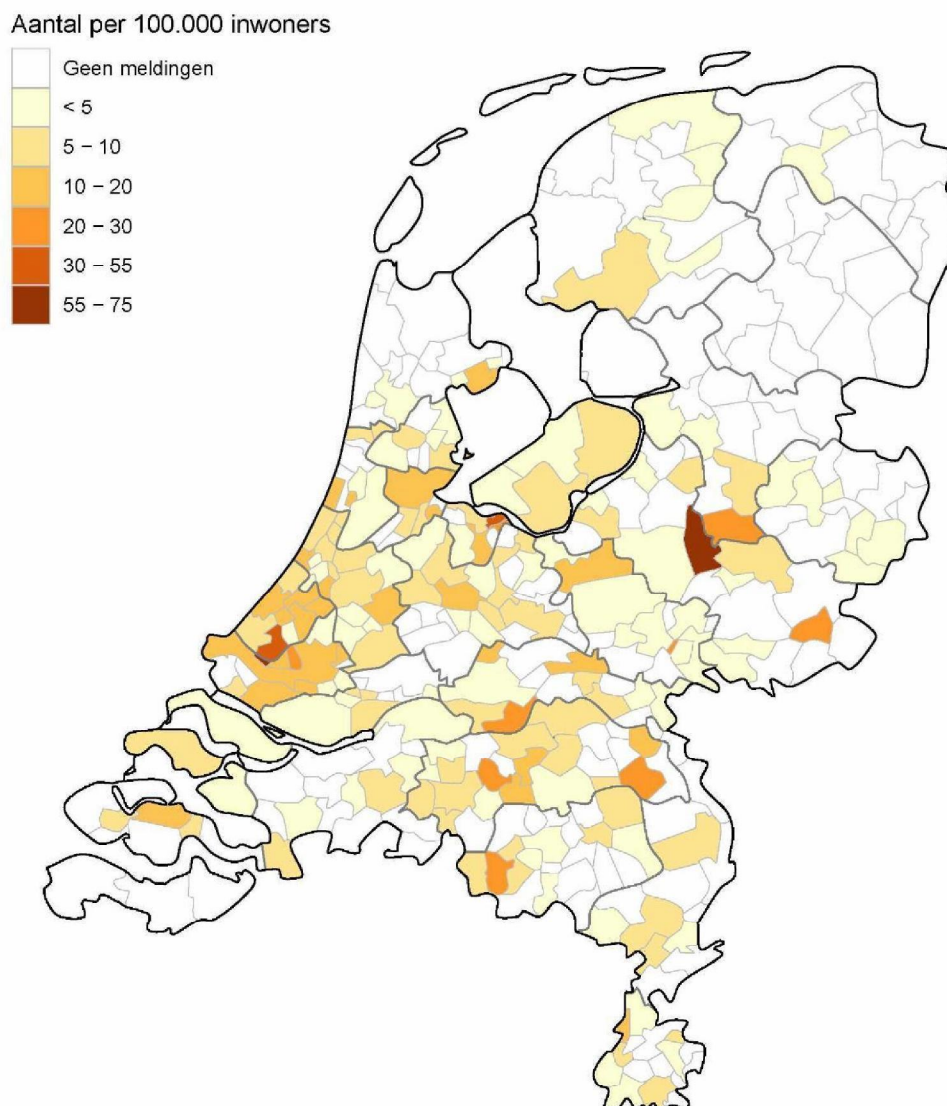 Aantal per 100.000 inwoners
Geen meldingen
< 5
5 – 10
10 – 20
20 – 30
30 – 55
55 – 75